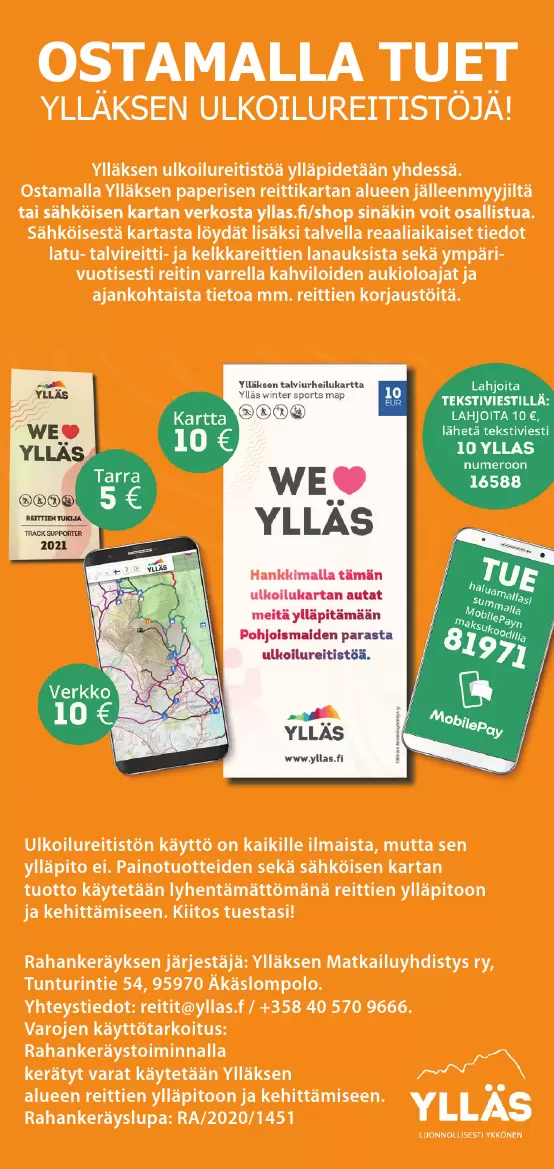 OSTAMALLA TUET
YLLÄKSEN ULKOILUREITISTÖJÄ!
Ylläksen ulkoilureitistöä ylläpidetään yhdessä.
Ostamalla Ylläksen paperisen reittikartan alueen jälleenmyyjiltä
tai sähköisen kartan verkosta yllas.fi/shop sinäkin voit osallistua.
Sähköisestä kartasta löydät lisäksi talvella reaaliaikaiset tiedot
latu- talvireitti- ja kelkkareittien lanauksista sekä ympäri-
vuotisesti reitin varrella kahviloiden aukioloajat ja
ajankohtaista tietoa mm. reittien korjaustöitä.
YLLÄS
WE
YLLÄS
REITTIEN TUKIJA
TRACK SUPPORTER
2021
Tarra
5 €
Kartta
10 €
Ylläksen talviurheilukartta
Ylläs winter sports map
10
EUR
WE
YLLÄS
Hankkimalla tämän
ulkoilukartan autat
meitä ylläpitämään
Pohjoismaiden parasta
ulkoilureitistöä.
YLLÄS
www.yllas.fi
Lahjoita
TEKSTIVIESTILLÄ:
LAHJOITA 10 €,
lähetä tekstiviesti
10 YLLAS
numeroon
16588
YLLÄS
Verkko
10 €
TUE
haluamallasi
summalla
MobilePayn
maksukoodilla
81971
MobilePay
Ulkoilureitistön käyttö on kaikille ilmaista, mutta sen
ylläpito ei. Painotuotteiden sekä sähköisen kartan
tuotto käytetään lyhentämättömänä reittien ylläpitoon
ja kehittämiseen. Kiitos tuestasi!
Rahankeräyksen järjestäjä: Ylläksen Matkailuyhdistys ry,
Tunturintie 54, 95970 Äkäslompolo.
Yhteystiedot: reitit@yllas.f / +358 40 570 9666.
Varojen käyttötarkoitus:
Rahankeräystoiminnalla
kerätyt varat käytetään Ylläksen
alueen reittien ylläpitoon ja kehittämiseen.
Rahankeräyslupa: RA/2020/1451
YLLÄS
LUONNOLLISESTI YKKÖNEN